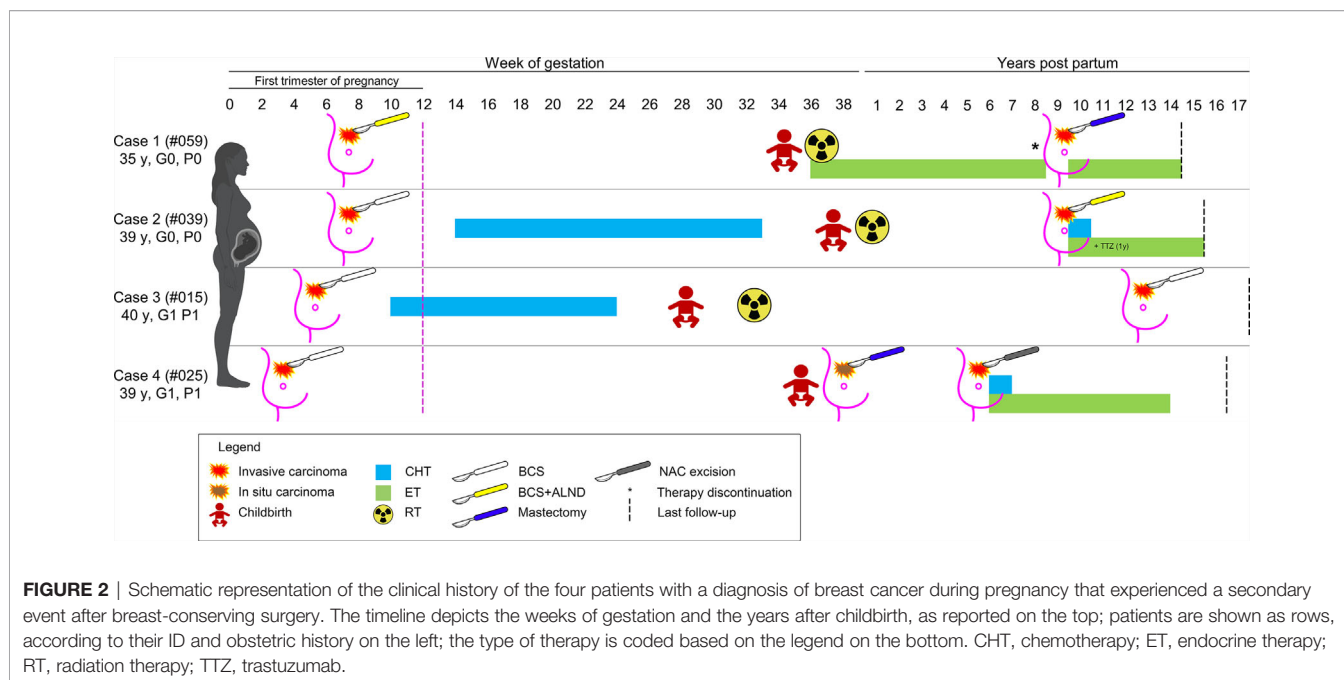 Week of gestation Years post partum
First trimester of pregnancy
0 2 4 6 8 10 12 14 16 18 20 22 24 26 28 30 32 34 36 38 1 2 3 4 5 6 7 8 9 10 11 12 13 14 15 16 17
Case 1 (#059)
35 y, G0, P0
*
Case 2 (#039)
39 y, G0, P0
+ TTZ (1y)
Case 3 (#015)
40 y, G1 P1
Case 4 (#025)
39 y, G1, P1
Legend
Invasive carcinoma CHT BCS NAC excision
In situ carcinoma ET BCS+ALND * Therapy discontinuation
Childbirth RT Mastectomy Last follow-up
FIGURE 2 | Schematic representation of the clinical history of the four patients with a diagnosis of breast cancer during pregnancy that experienced a secondary
event after breast-conserving surgery. The timeline depicts the weeks of gestation and the years after childbirth, as reported on the top; patients are shown as rows,
according to their ID and obstetric history on the left; the type of therapy is coded based on the legend on the bottom. CHT, chemotherapy; ET, endocrine therapy;
RT, radiation therapy; TTZ, trastuzumab.